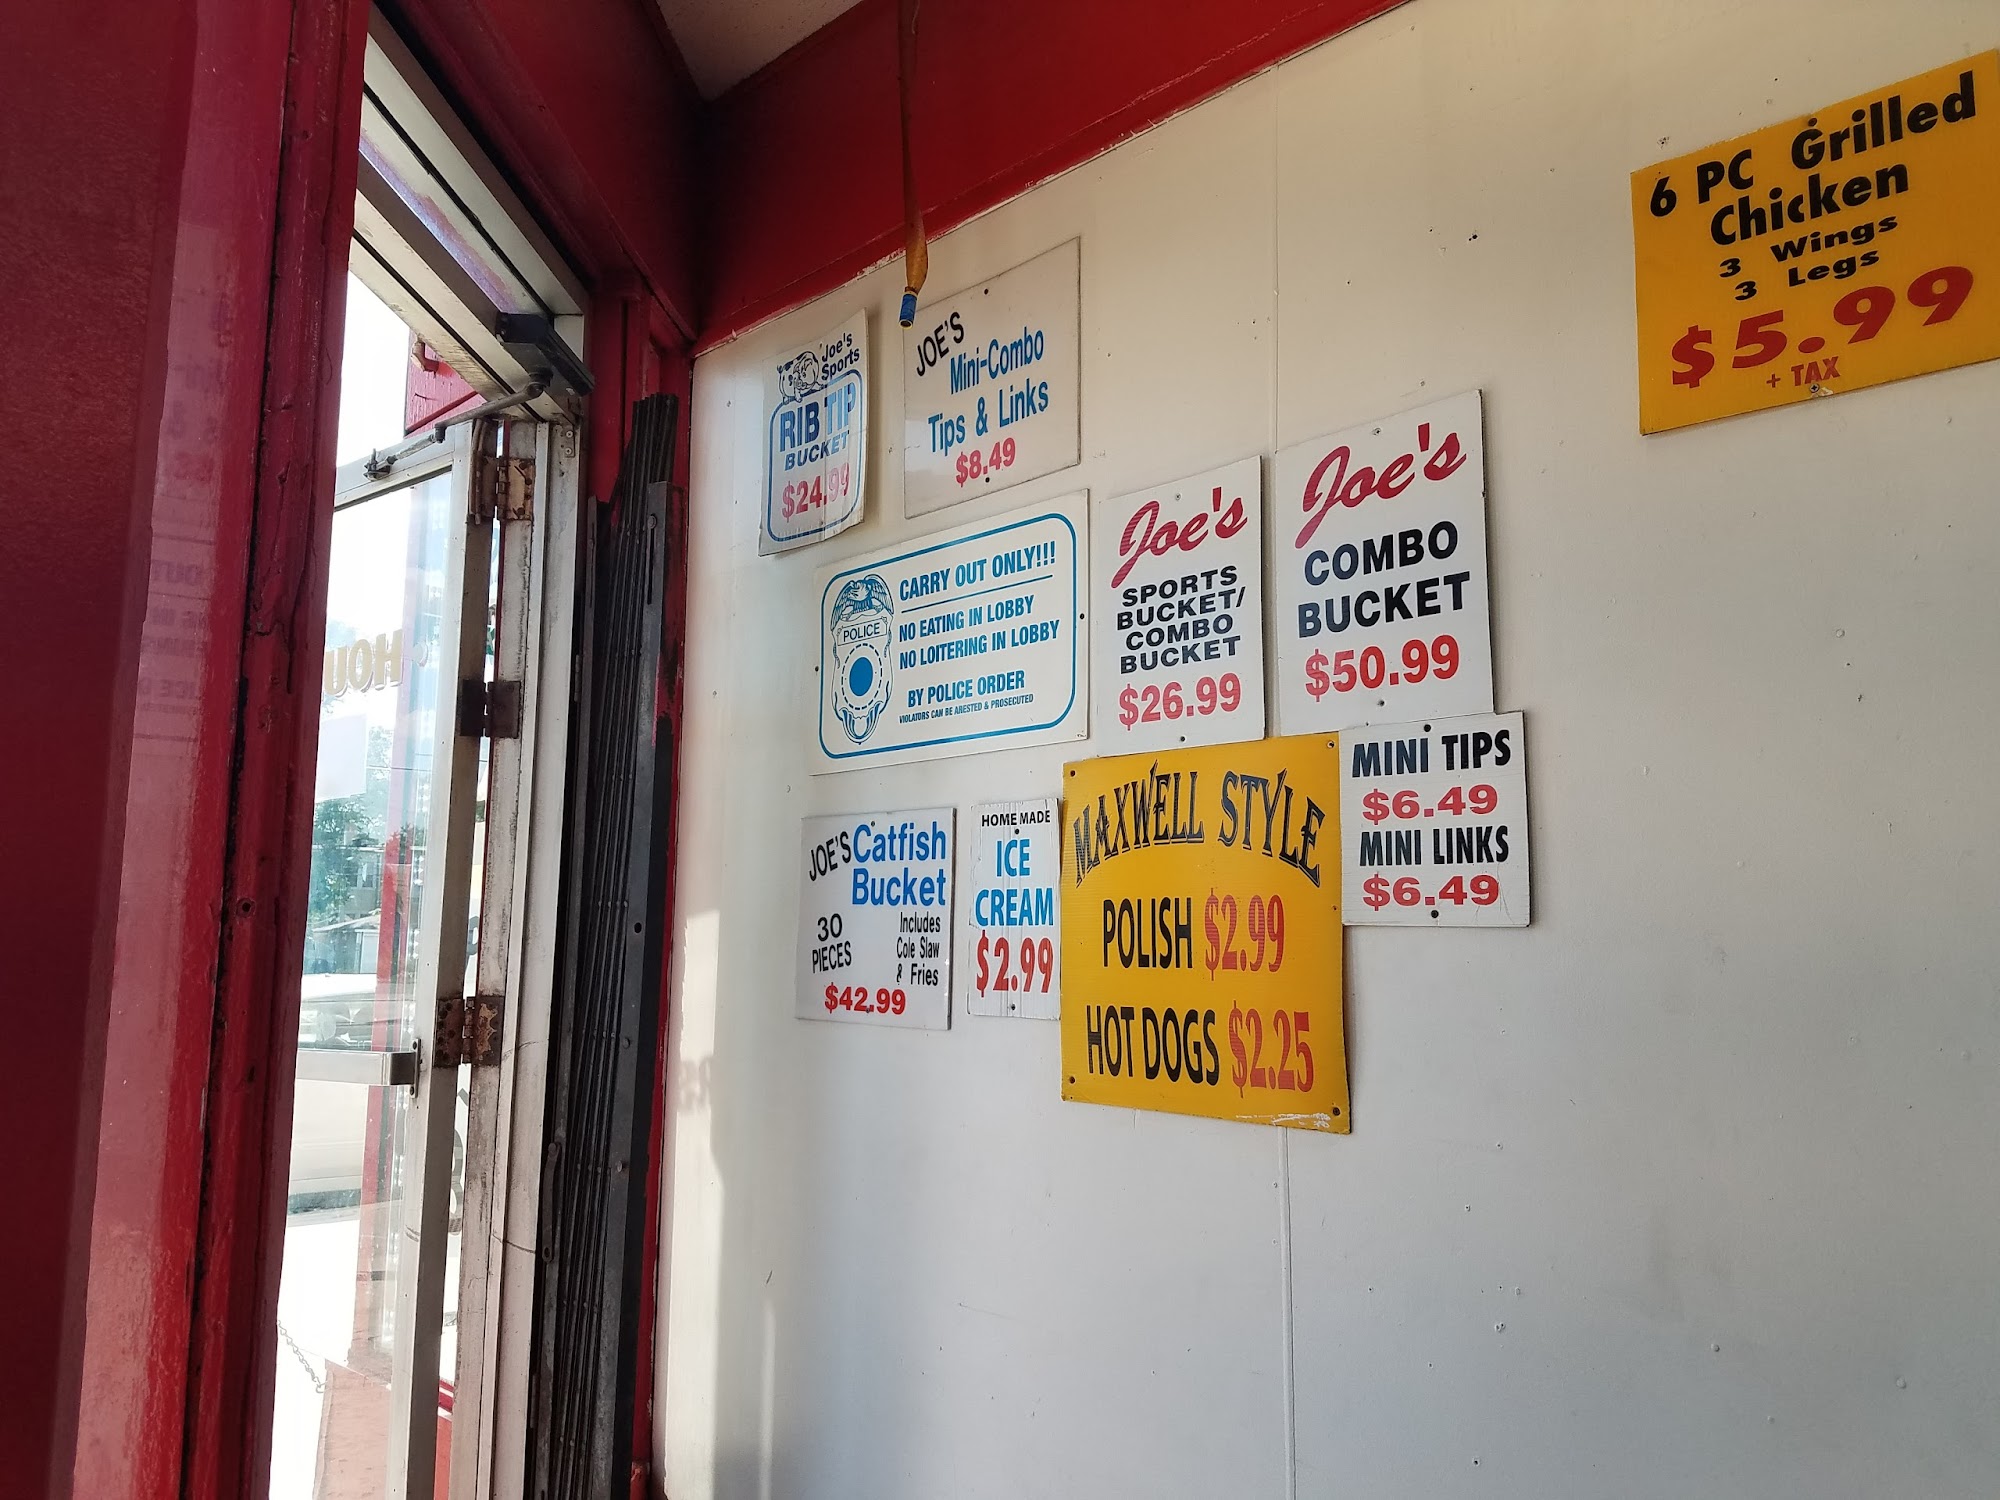 Joe's
Sports
RIB TIP
BUCKET
$24.99
JOE'S
Mini-Combo
Tips & Links
$8.49
6 PC Grilled
Chicken
3 Wings
3 Legs
$5.99
+ TAX
CARRY OUT ONLY!!!
NO EATING IN LOBBY
NO LOITERING IN LOBBY
BY POLICE ORDER
VIOLATORS CAN BE ARESTED & PROSECUTED
POLICE
Joe's
SPORTS
BUCKET/
COMBO
BUCKET
$26.99
Joe's
COMBO
BUCKET
$50.99
MINI TIPS
$6.49
MINI LINKS
$6.49
JOE'S Catfish
Bucket
30
PIECES
Includes
Cole Slaw
& Fries
$42.99
HOME MADE
ICE
CREAM
$2.99
MAXWELL STYLE
POLISH $2.99
HOT DOGS $2.25
HOU